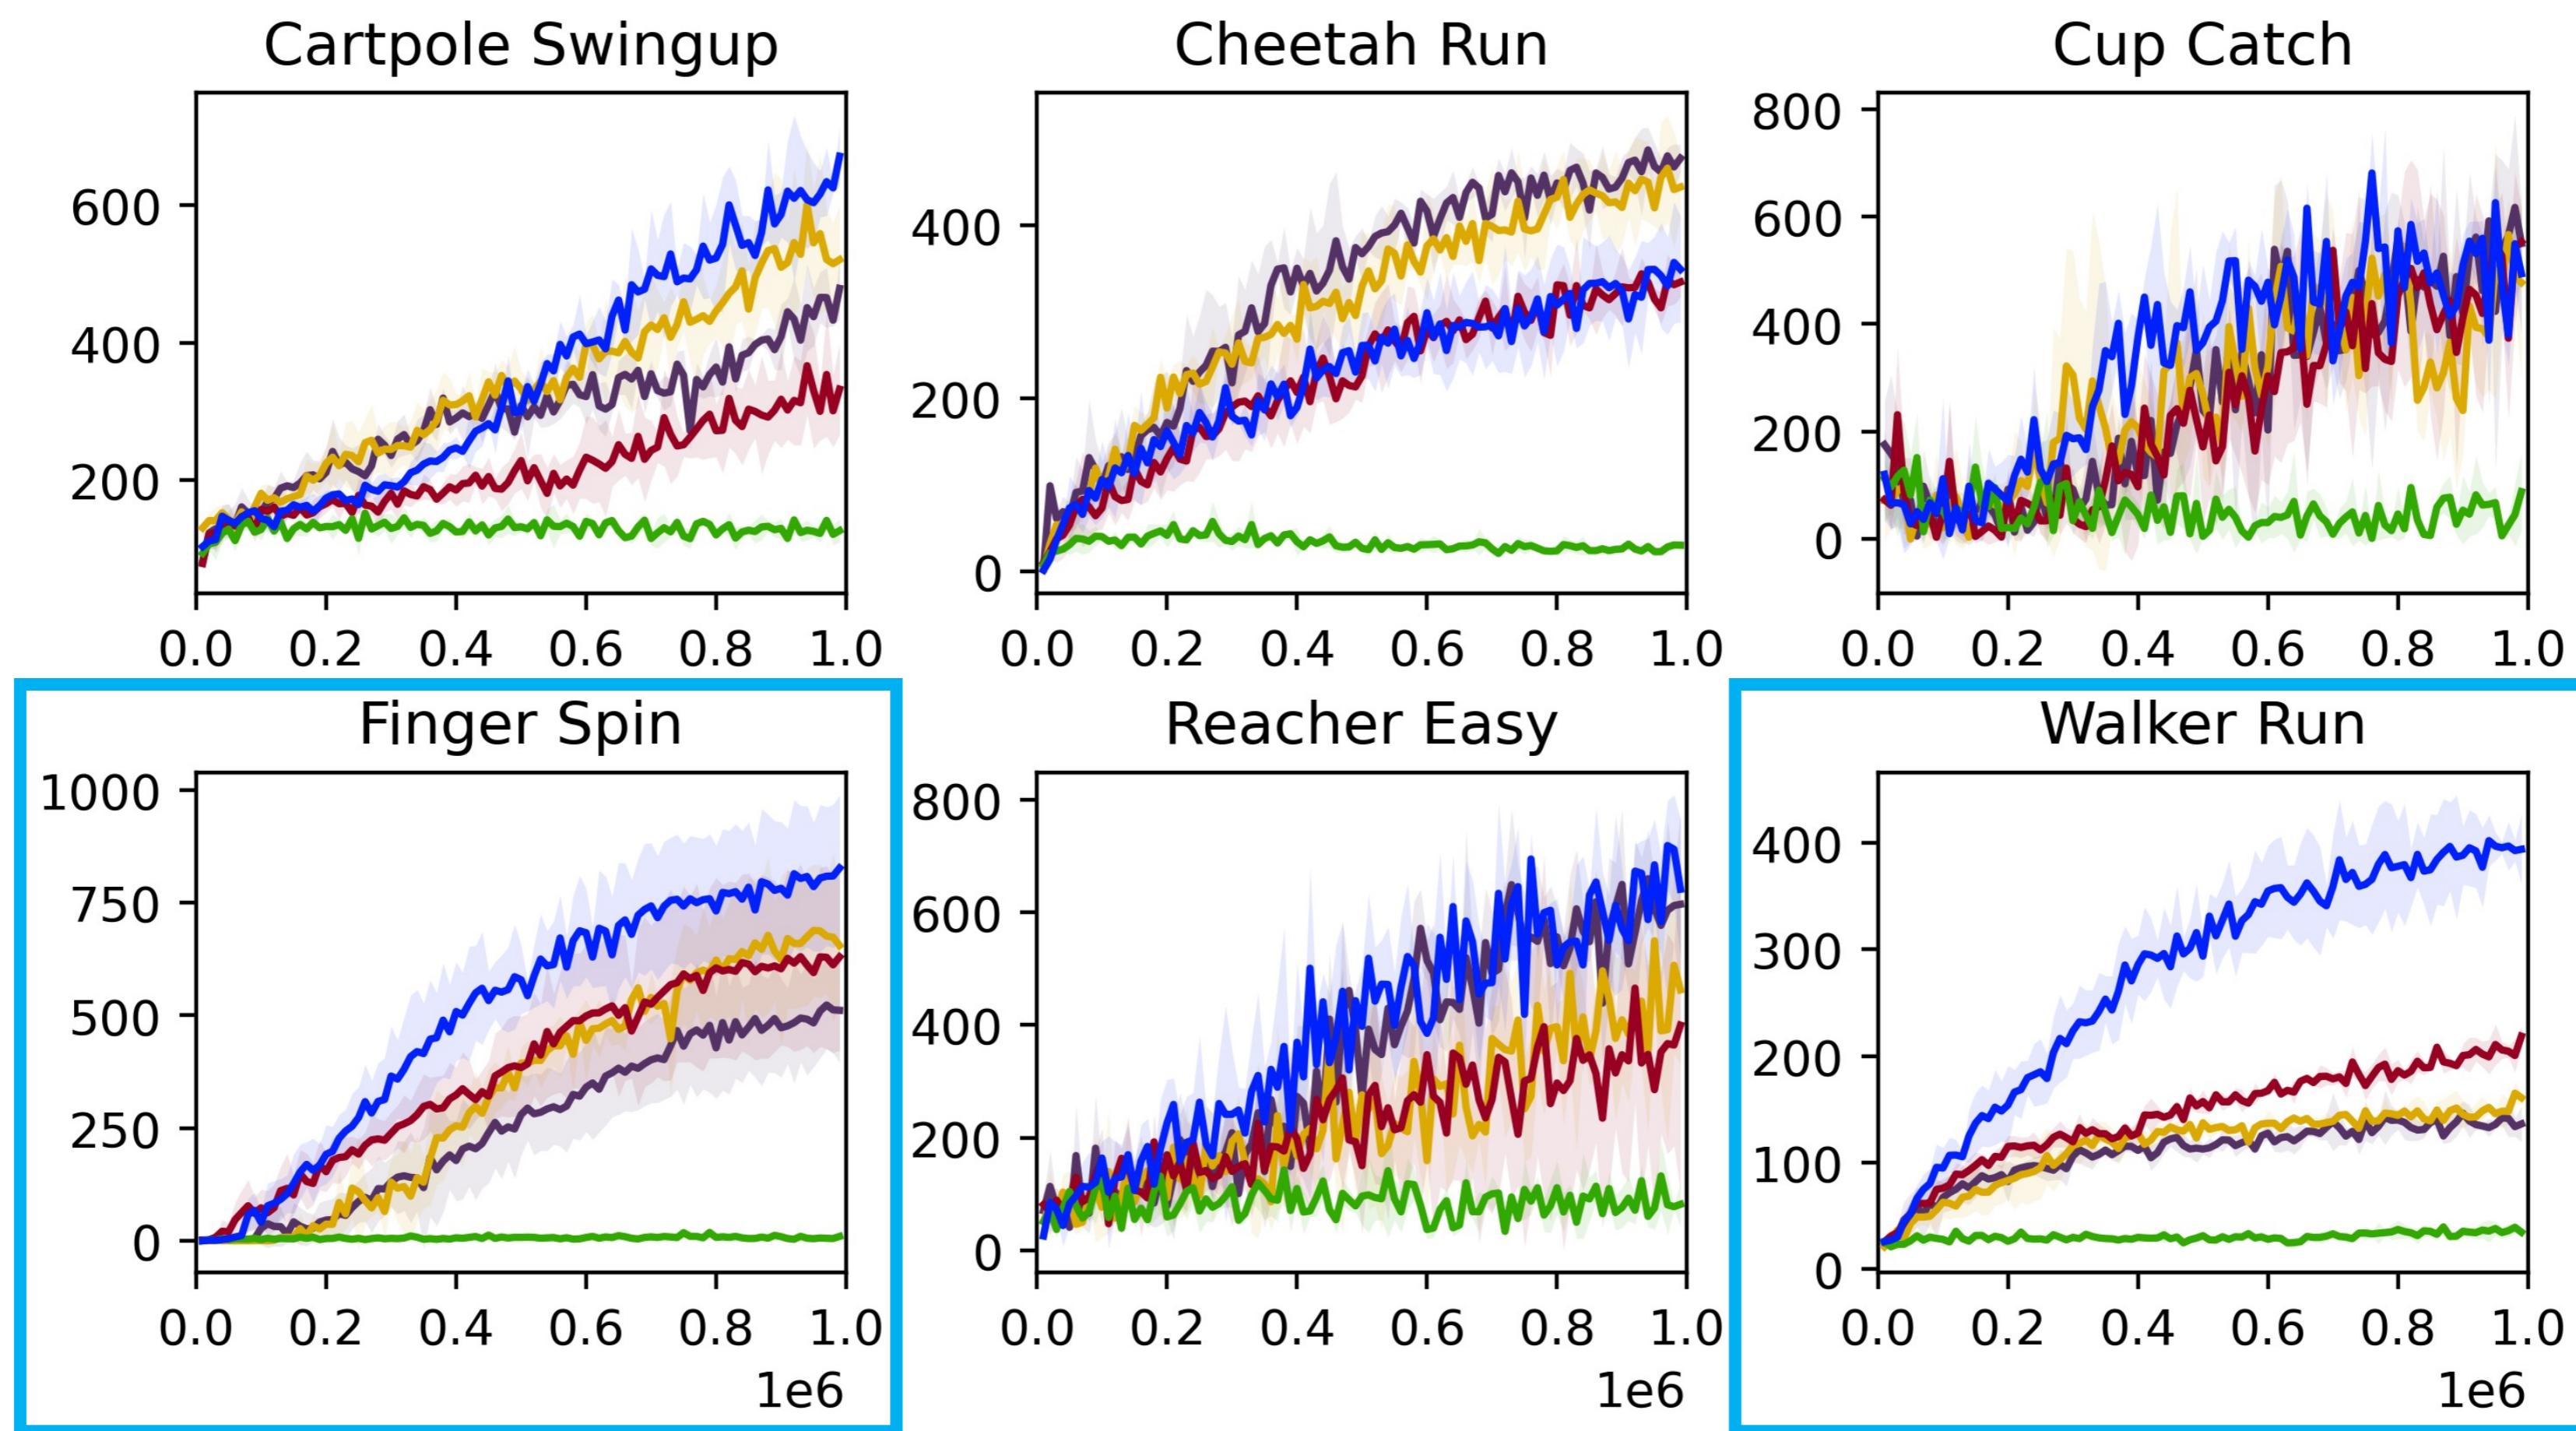 Cartpole Swingup
Cheetah Run
Cup Catch
600
400
200
0.0 0.2 0.4 0.6 0.8 1.0
400
200
0
0.0 0.2 0.4 0.6 0.8 1.0
800
600
400
200
0
0.0 0.2 0.4 0.6 0.8 1.0
Finger Spin
Reacher Easy
Walker Run
1000
750
500
250
0
0.0 0.2 0.4 0.6 0.8 1.0
1e6
800
600
400
200
0
0.0 0.2 0.4 0.6 0.8 1.0
1e6
400
300
200
100
0
0.0 0.2 0.4 0.6 0.8 1.0
1e6